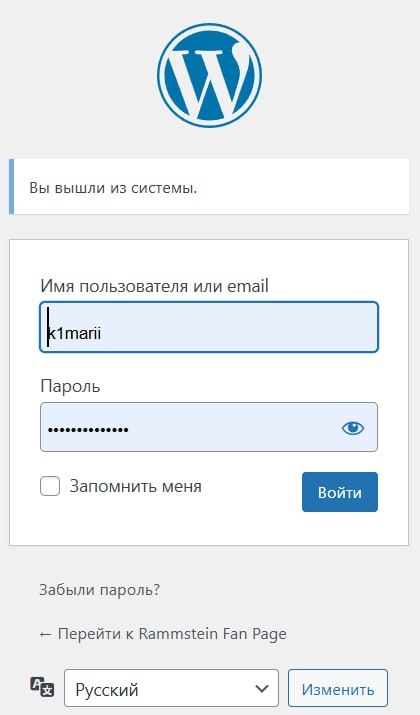 Вы вышли из системы.
Имя пользователя или email
k1marii
Пароль
••••••••••••••
Запомнить меня
Войти
Забыли пароль?
← Перейти к Rammstein Fan Page
Русский
Изменить